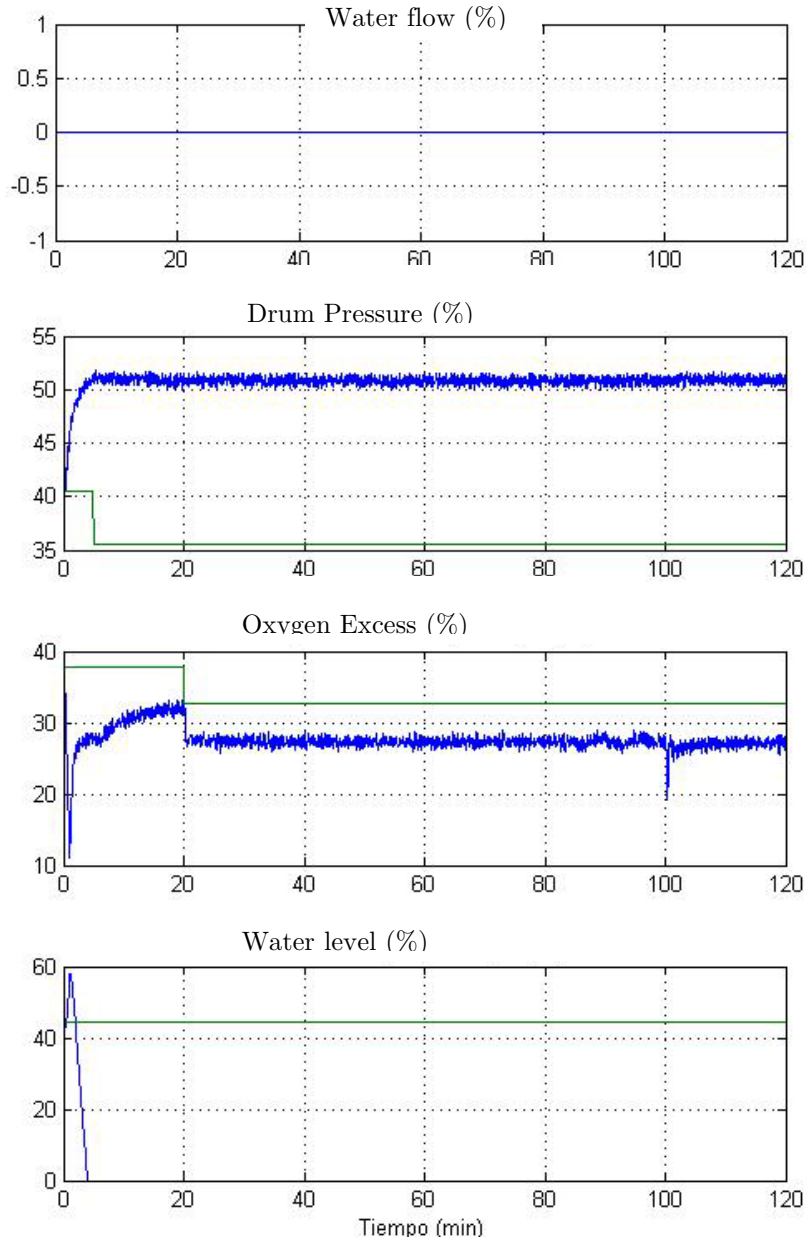 Water flow (%)
1
0.5
0
-0.5
-1
0 20 40 60 80 100 120
Drum Pressure (%)
55
50
45
40
35
0 20 40 60 80 100 120
Oxygen Excess (%)
40
30
20
10
0 20 40 60 80 100 120
Water level (%)
60
40
20
0
0 20 40 60 80 100 120
Tiempo (min)